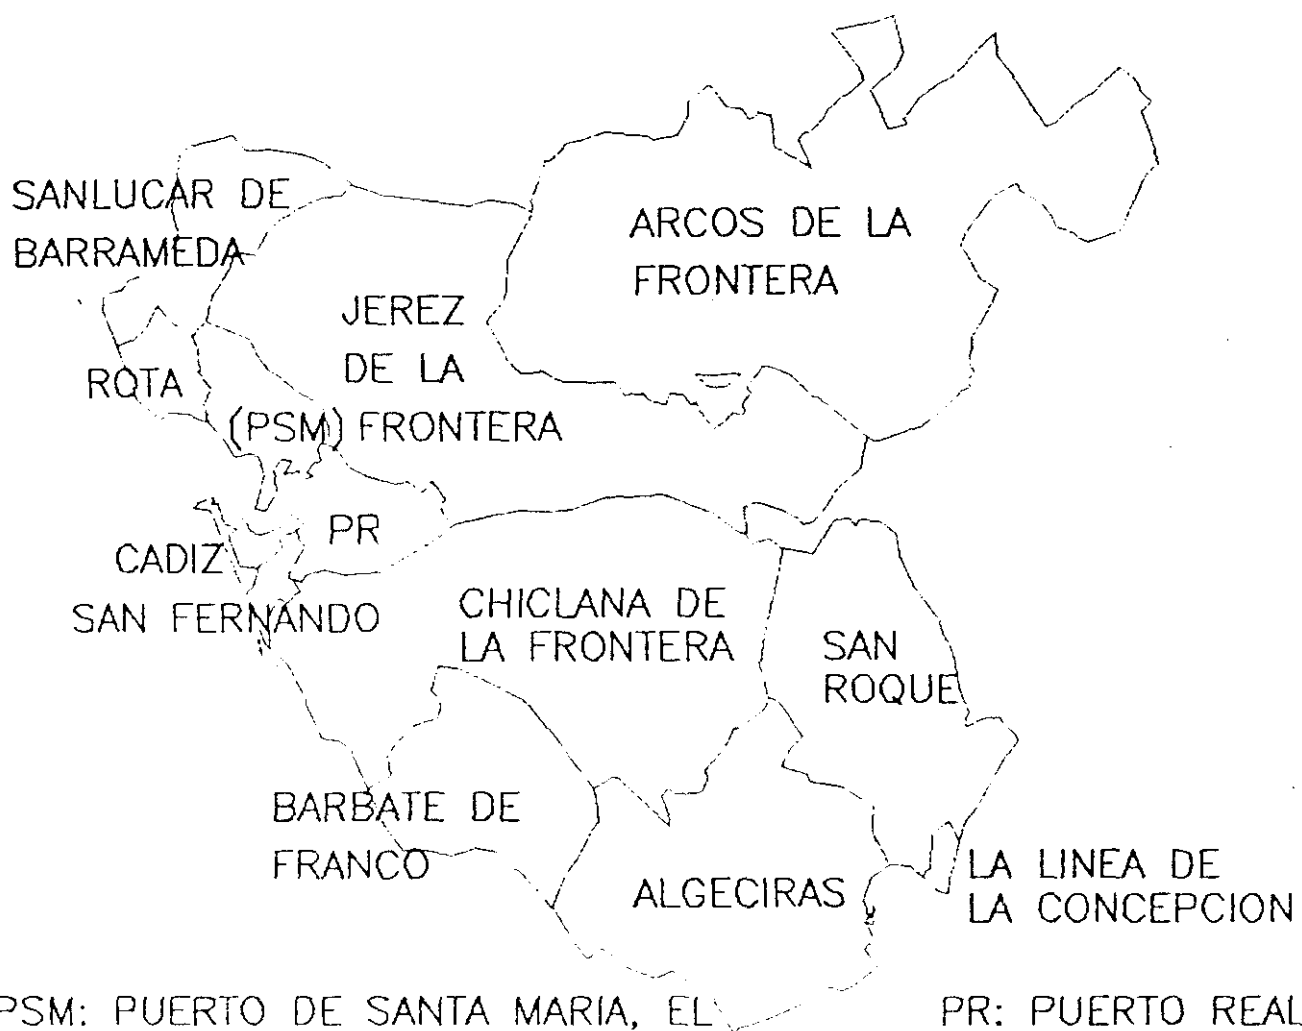 SANLUCAR DE
BARRAMEDA
ARCOS DE LA
FRONTERA
JEREZ
DE LA
FRONTERA
ROTA
(PSM)
PR
CADIZ
SAN FERNANDO
CHICLANA DE
LA FRONTERA
SAN
ROQUE
BARBATE DE
FRANCO
ALGECIRAS
LA LINEA DE
LA CONCEPCION
PSM: PUERTO DE SANTA MARIA, EL
PR: PUERTO REAL